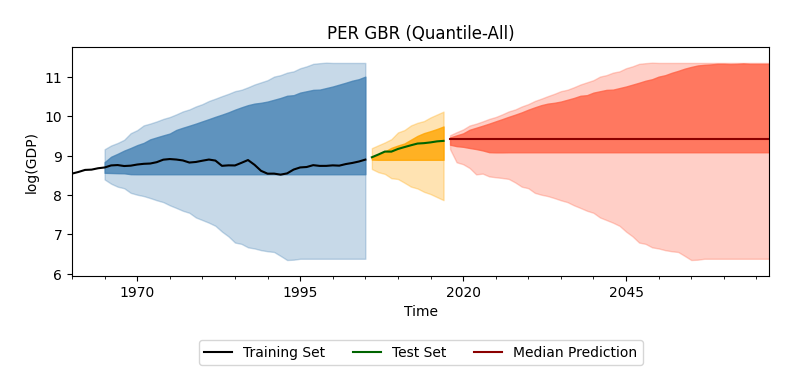 PER GBR (Quantile-All)
11
10
9
8
7
6
log(GDP)
1970 1995 2020 2045
Time
Training Set Test Set Median Prediction